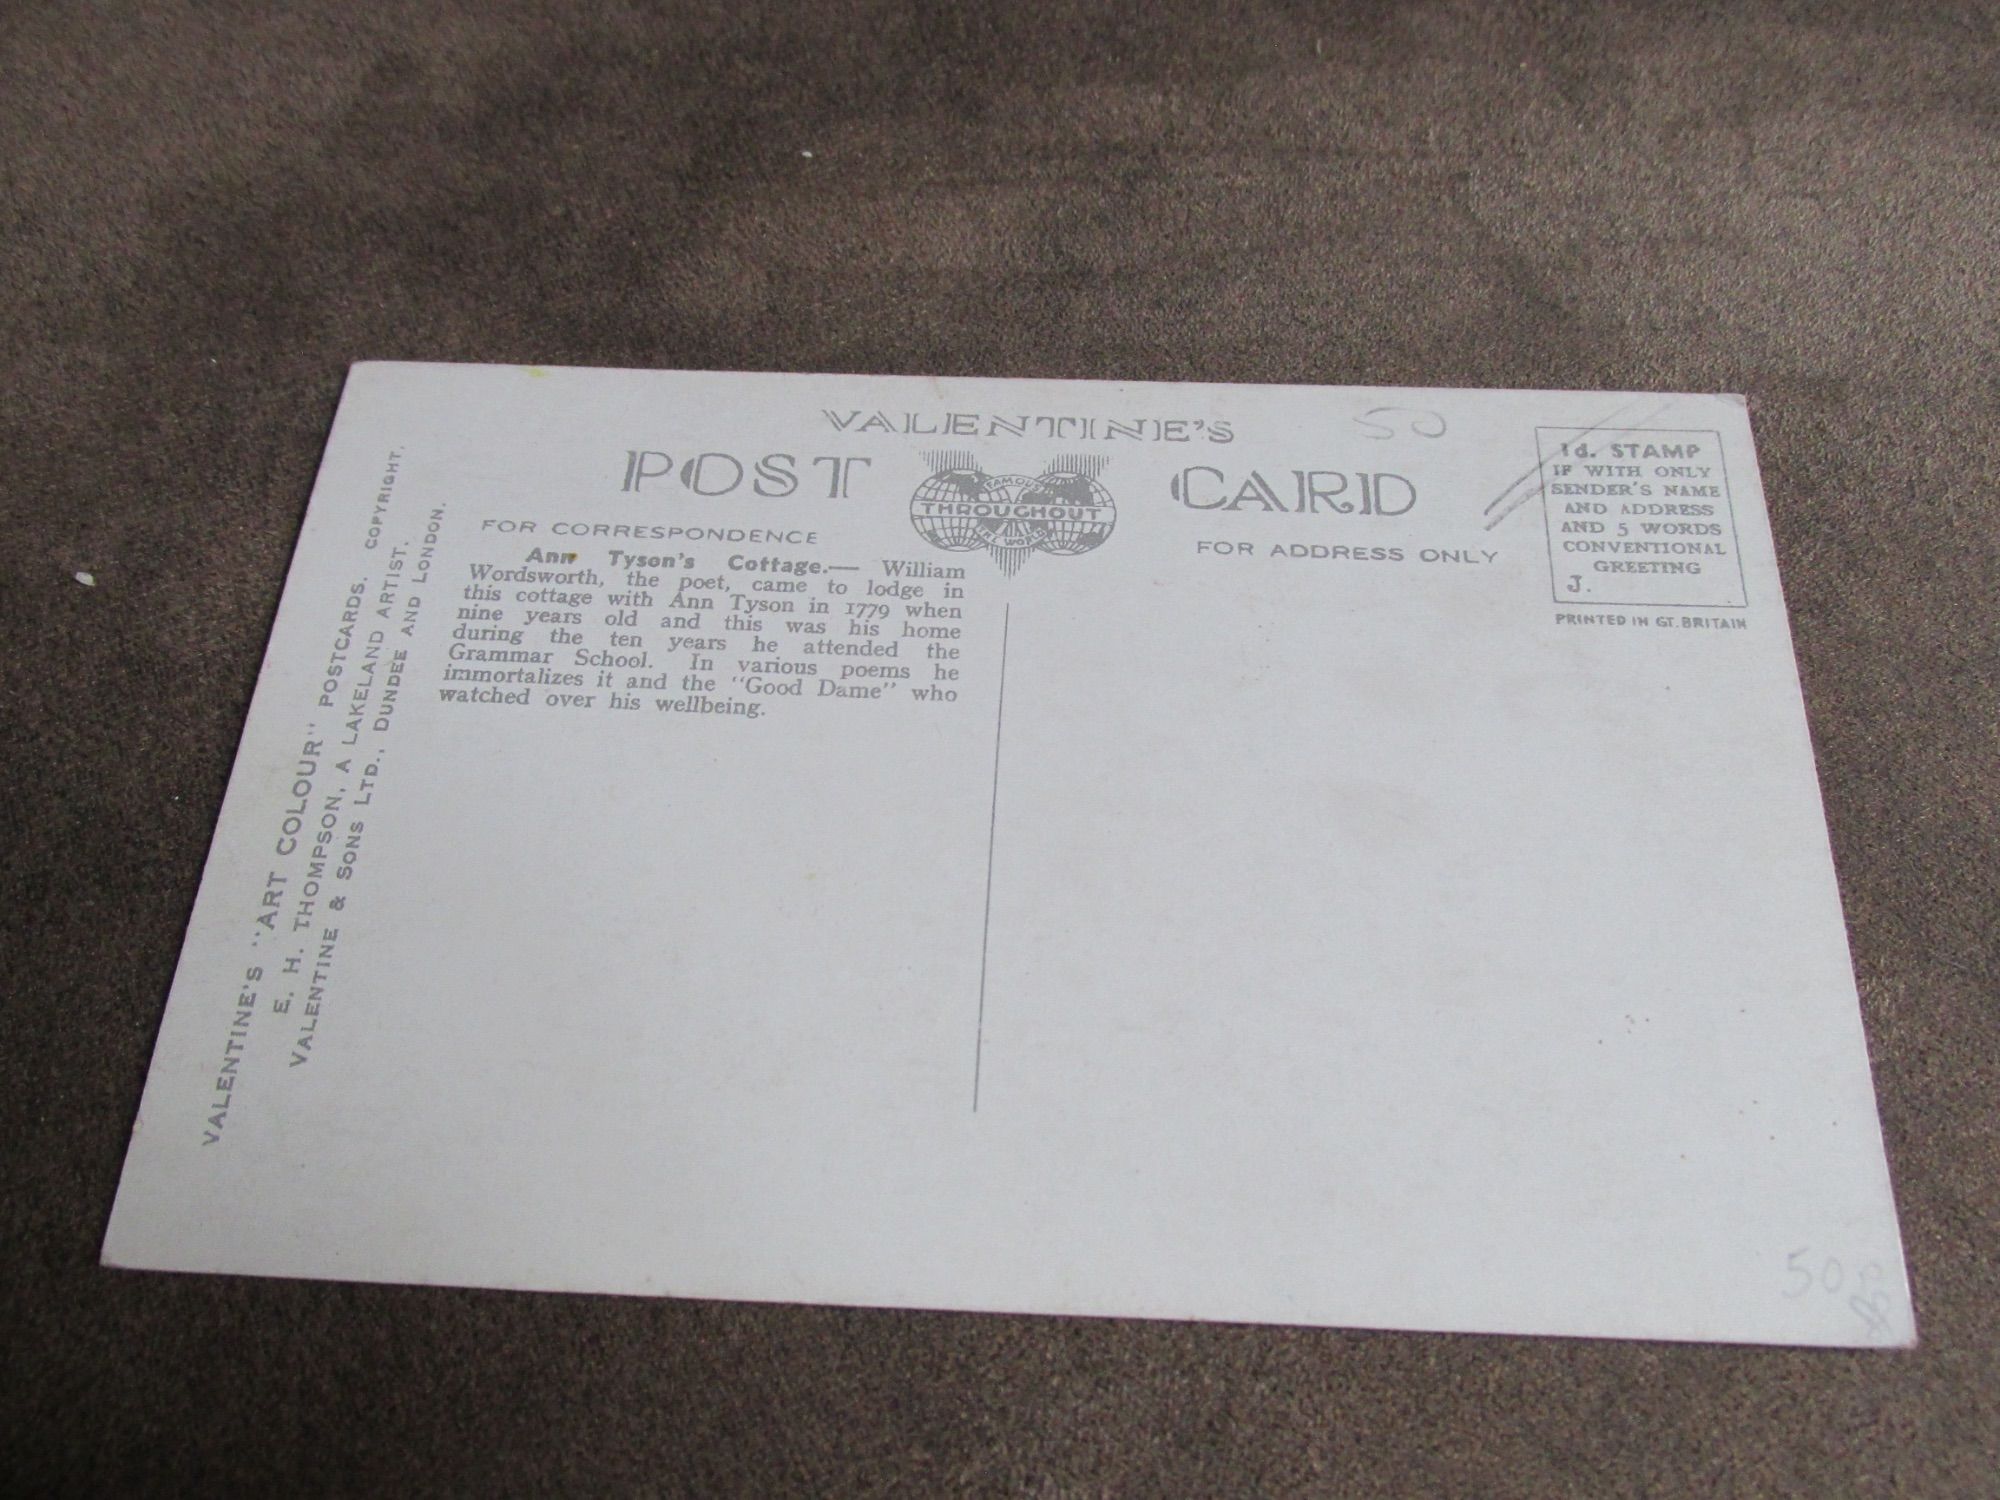 VALENTINE'S
POST CARD
FAMOUS
THROUGHOUT
THE WORLD
FOR CORRESPONDENCE
FOR ADDRESS ONLY
50
1d. STAMP
IF WITH ONLY
SENDER'S NAME
AND ADDRESS
AND 5 WORDS
CONVENTIONAL
GREETING
J.
PRINTED IN GT. BRITAIN
Ann Tyson's Cottage.— William
Wordsworth, the poet, came to lodge in
this cottage with Ann Tyson in 1779 when
nine years old and this was his home
during the ten years he attended the
Grammar School. In various poems he
immortalizes it and the "Good Dame" who
watched over his wellbeing.
VALENTINE'S "ART COLOUR" POSTCARDS. COPYRIGHT.
E. H. THOMPSON, A LAKELAND ARTIST.
VALENTINE & SONS LTD., DUNDEE AND LONDON.
50